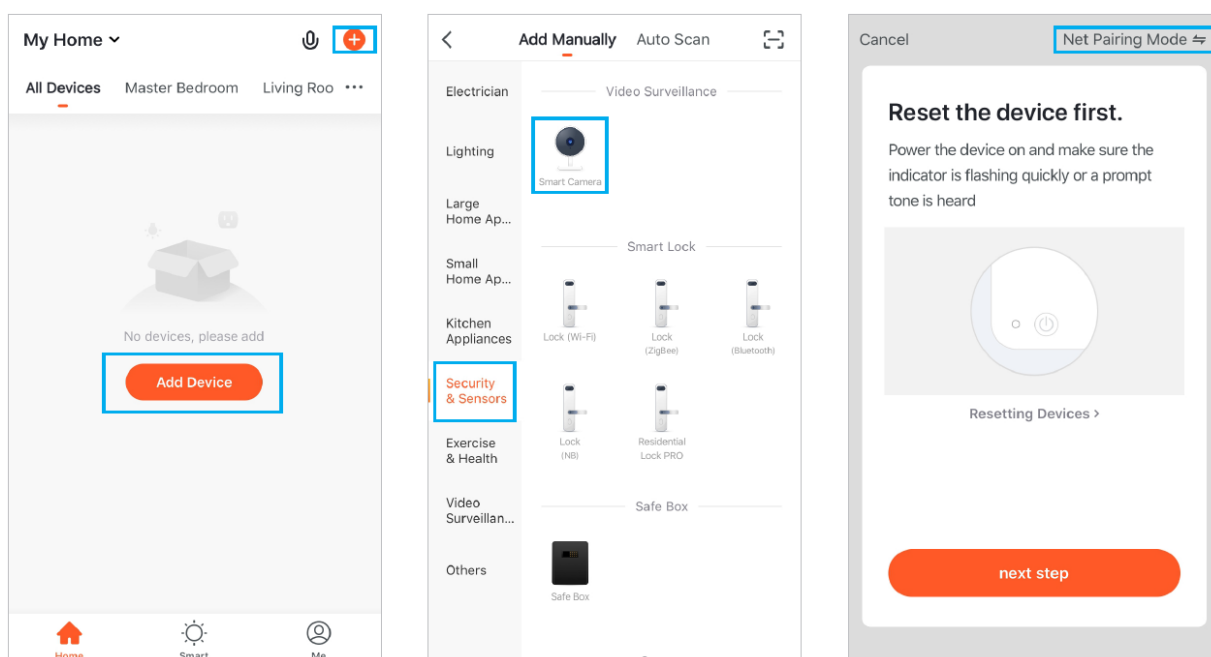 My Home
All Devices Master Bedroom Living Roo ...
No devices, please add
Add Device
Home Smart Me
Add Manually Auto Scan
Electrician
Lighting
Large
Home Ap...
Small
Home Ap...
Kitchen
Appliances
Security
& Sensors
Exercise
& Health
Video
Surveillan...
Others
Video Surveillance
Smart Camera
Smart Lock
Lock (Wi-Fi)
Lock
(ZigBee)
Lock
(Bluetooth)
Lock
(NB)
Residential
Lock PRO
Safe Box
Safe Box
Cancel Net Pairing Mode
Reset the device first.
Power the device on and make sure the
indicator is flashing quickly or a prompt
tone is heard
Resetting Devices >
next step